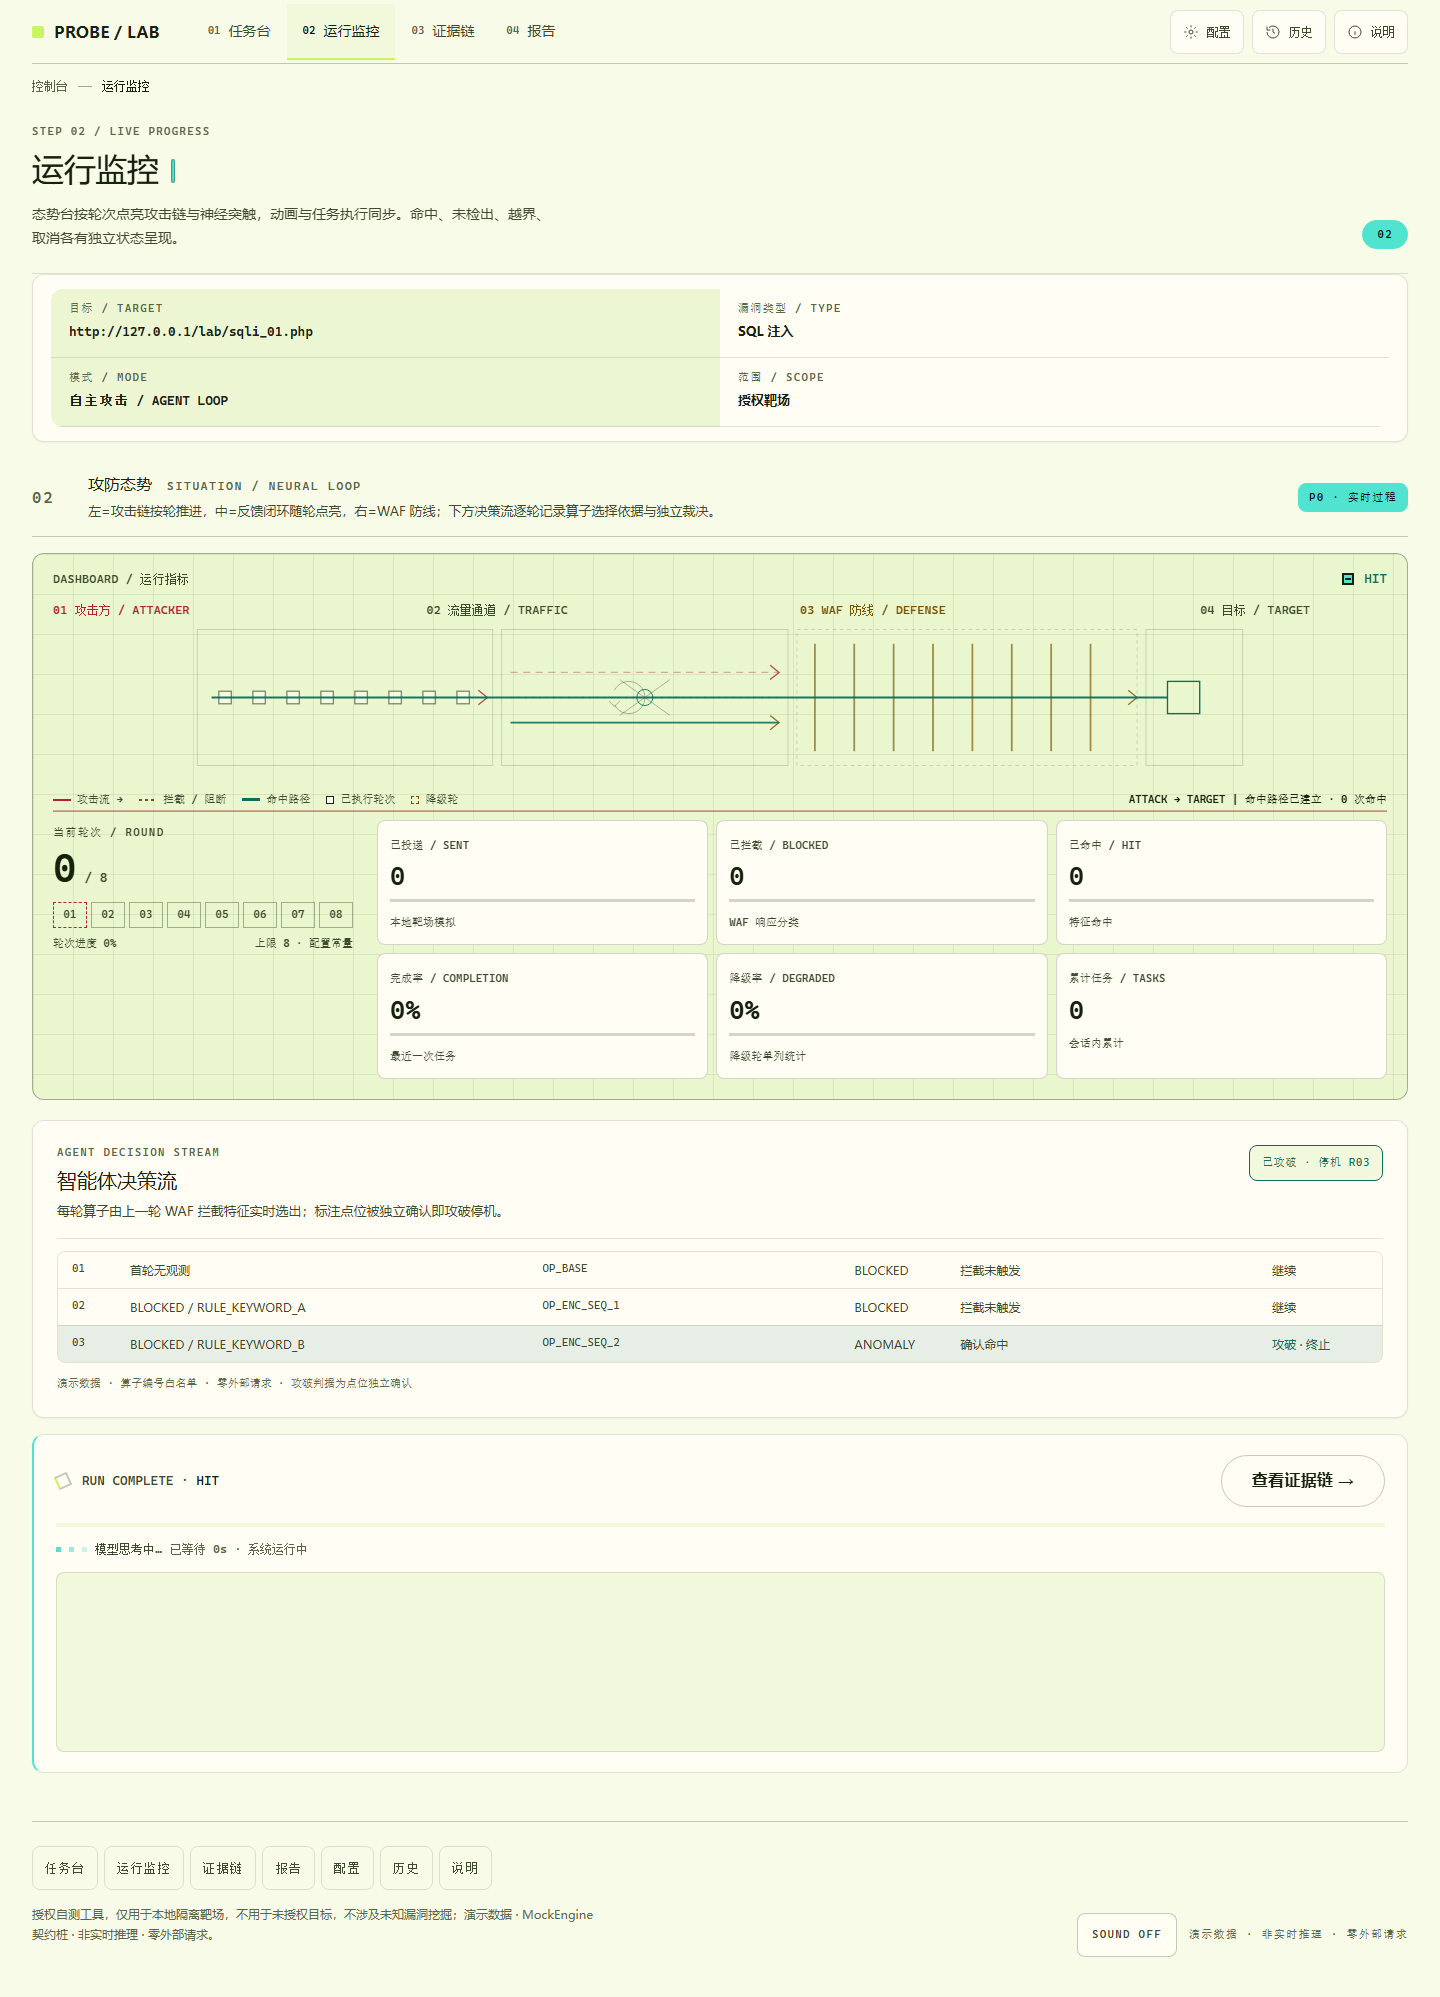 PROBE / LAB
01 任务台
02 运行监控
03 证据链
04 报告
配置
历史
说明
控制台 — 运行监控
STEP 02 / LIVE PROGRESS
运行监控
态势台按轮次点亮攻击链与神经突触，动画与任务执行同步。命中、未检出、越界、
取消各有独立状态呈现。
02
目标 / TARGET
http://127.0.0.1/lab/sqli_01.php
漏洞类型 / TYPE
SQL 注入
模式 / MODE
自主攻击 / AGENT LOOP
范围 / SCOPE
授权靶场
02
攻防态势 SITUATION / NEURAL LOOP
左=攻击链按轮推进，中=反馈闭环随轮点亮，右=WAF 防线；下方决策流逐轮记录算子选择依据与独立裁决。
P0 · 实时过程
DASHBOARD / 运行指标
HIT
01 攻击方 / ATTACKER
02 流量通道 / TRAFFIC
03 WAF 防线 / DEFENSE
04 目标 / TARGET
攻击流 → 拦截 / 阻断 命中路径 已执行轮次 降级轮
ATTACK → TARGET | 命中路径已建立 · 0 次命中
当前轮次 / ROUND
0 / 8
01 02 03 04 05 06 07 08
轮次进度 0% 上限 8 · 配置常量
已投递 / SENT
0
本地靶场模拟
已拦截 / BLOCKED
0
WAF 响应分类
已命中 / HIT
0
特征命中
完成率 / COMPLETION
0%
最近一次任务
降级率 / DEGRADED
0%
降级轮单列统计
累计任务 / TASKS
0
会话内累计
AGENT DECISION STREAM
智能体决策流
每轮算子由上一轮 WAF 拦截特征实时选出；标注点位被独立确认即攻破停机。
已攻破 · 停机 R03
01 首轮无观测 OP_BASE BLOCKED 拦截未触发 继续
02 BLOCKED / RULE_KEYWORD_A OP_ENC_SEQ_1 BLOCKED 拦截未触发 继续
03 BLOCKED / RULE_KEYWORD_B OP_ENC_SEQ_2 ANOMALY 确认命中 攻破 · 终止
演示数据 · 算子编号白名单 · 零外部请求 · 攻破判据为点位独立确认
RUN COMPLETE · HIT
查看证据链 →
模型思考中… 已等待 0s · 系统运行中
任务台
运行监控
证据链
报告
配置
历史
说明
授权自测工具，仅用于本地隔离靶场，不用于未授权目标，不涉及未知漏洞挖掘；演示数据 · MockEngine
契约桩 · 非实时推理 · 零外部请求。
SOUND OFF
演示数据 · 非实时推理 · 零外部请求